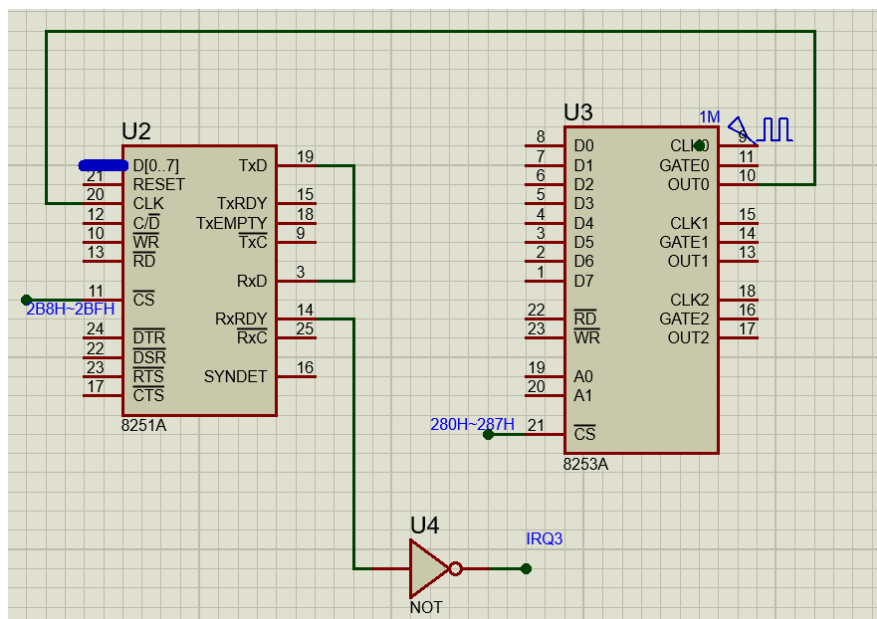 U2
21
20
12
10
13
11
24
22
23
17
D[0..7]
RESET
CLK
C/D
WR
RD
CS
DTR
DSR
RTS
CTS
TxD
TxRDY
TxEMPTY
TxC
RxD
RxRDY
RxC
SYNDET
19
15
18
9
3
14
25
16
8251A
2B8H~2BFH
U3
1M
8
7
6
5
4
3
2
1
22
23
19
20
21
D0
D1
D2
D3
D4
D5
D6
D7
RD
WR
A0
A1
CS
CLK0
GATE0
OUT0
CLK1
GATE1
OUT1
CLK2
GATE2
OUT2
9
11
10
15
14
13
18
16
17
8253A
280H~287H
U4
NOT
IRQ3